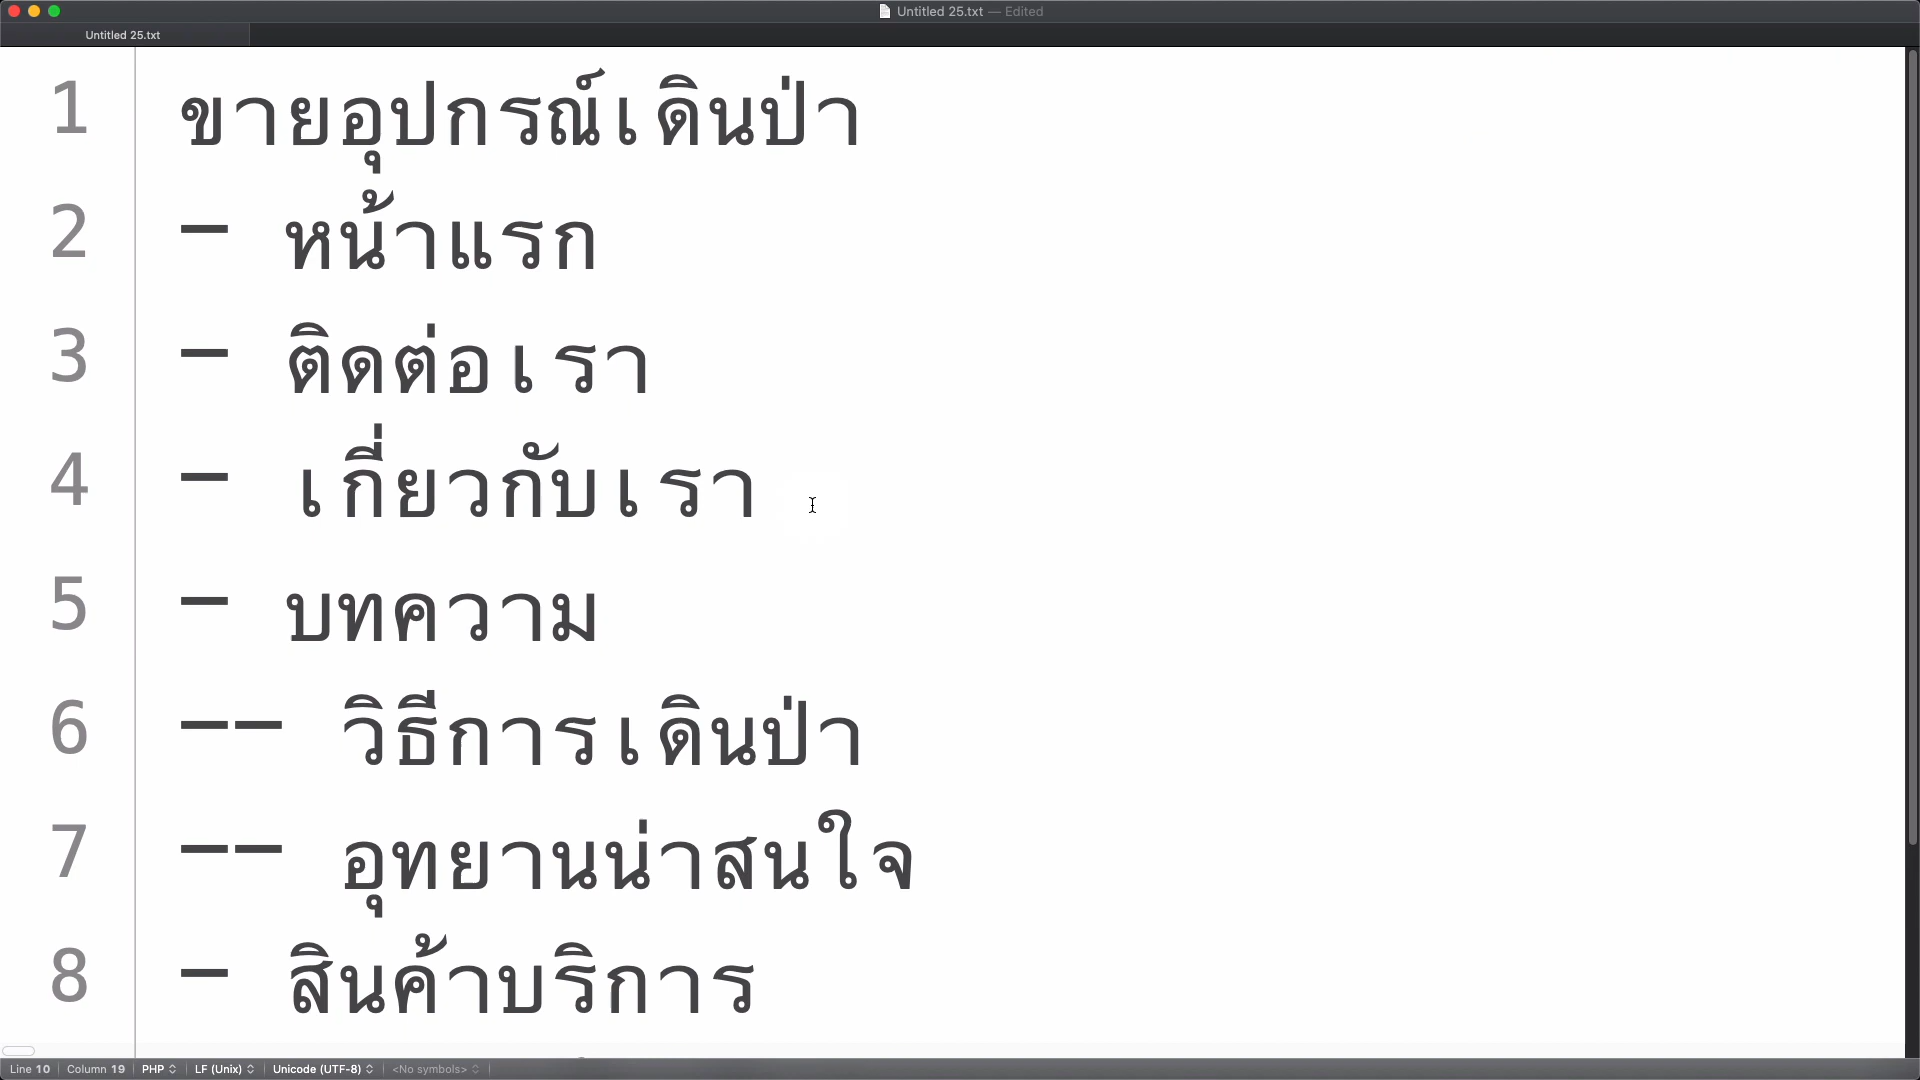 Untitled 25.txt — Edited
Untitled 25.txt
1 ขายอุปกรณ์เดินป่า
2 - หน้าแรก
3 - ติดต่อเรา
4 - เกี่ยวกับเรา
5 - บทความ
6 -- วิธีการเดินป่า
7 -- อุทยานน่าสนใจ
8 - สินค้าบริการ
Line 10 Column 19 PHP LF (Unix) Unicode (UTF-8) <No symbols>